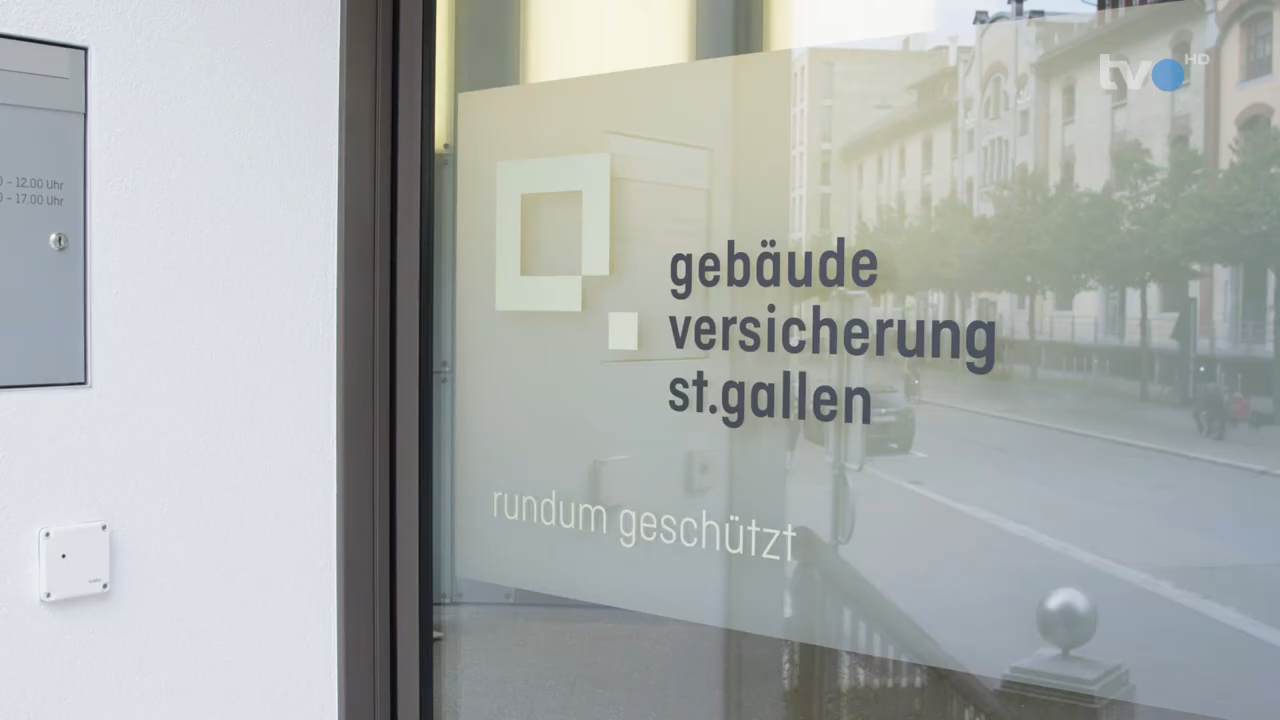 tvo HD
– 12.00 Uhr
– 17.00 Uhr
gebäude
versicherung
st.gallen
rundum geschützt